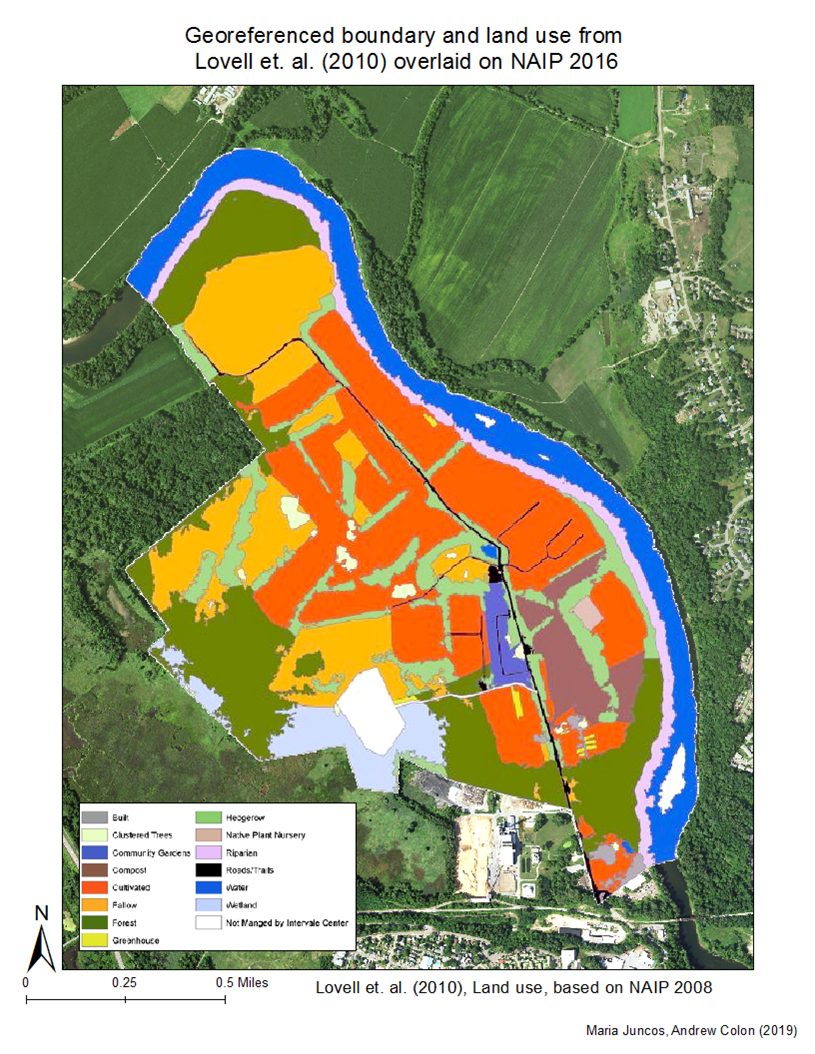 Georeferenced boundary and land use from
Lovell et. al. (2010) overlaid on NAIP 2016
Built
Clustered Trees
Community Gardens
Compost
Cultivated
Fallow
Forest
Greenhouse
Hedgerow
Native Plant Nursery
Riparian
Roads/Trails
Water
Wetland
Not Manged by Intervale Center
N
0 0.25 0.5 Miles
Lovell et. al. (2010), Land use, based on NAIP 2008
Maria Juncos, Andrew Colon (2019)